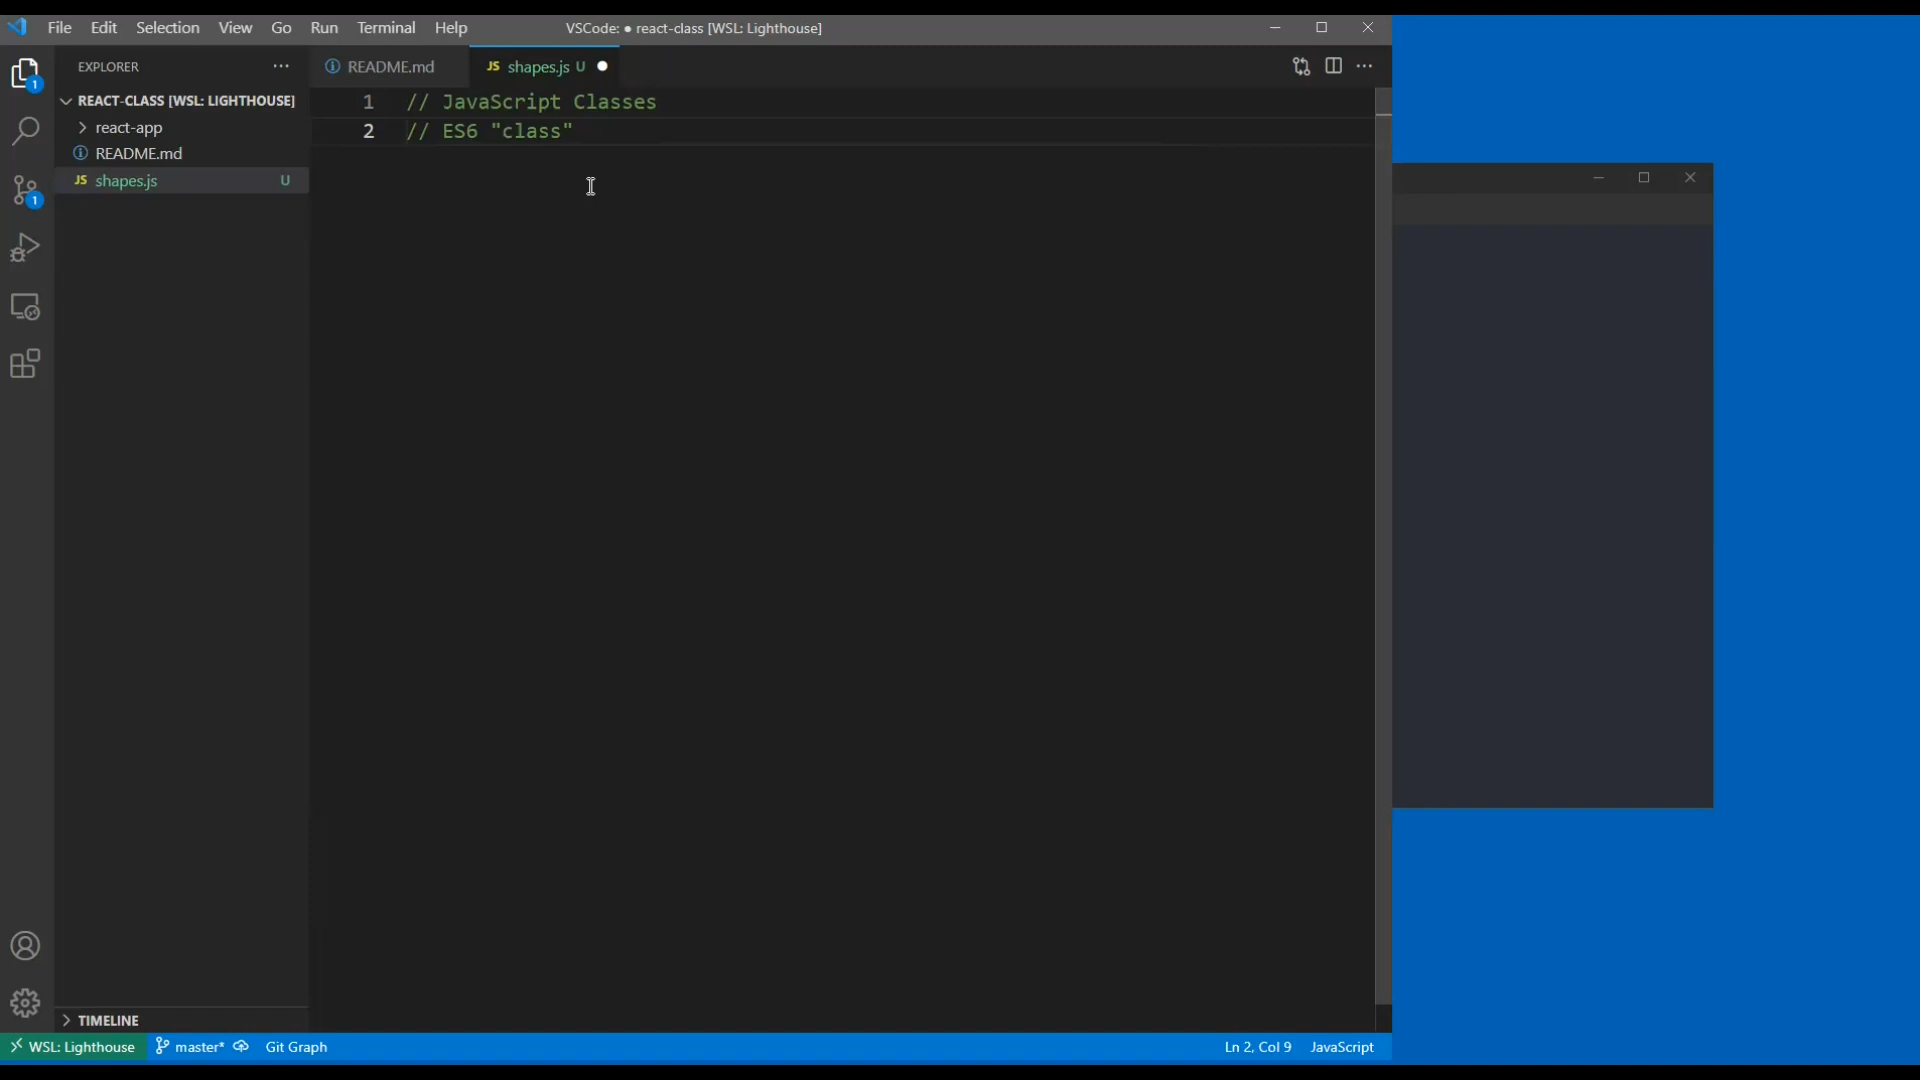 File Edit Selection View Go Run Terminal Help
VSCode: ● react-class [WSL: Lighthouse]
EXPLORER
README.md
JS shapes.js U
REACT-CLASS [WSL: LIGHTHOUSE]
react-app
README.md
JS shapes.js U
1 // JavaScript Classes
2 // ES6 "class"
1
1
TIMELINE
WSL: Lighthouse master* Git Graph Ln 2, Col 9 JavaScript